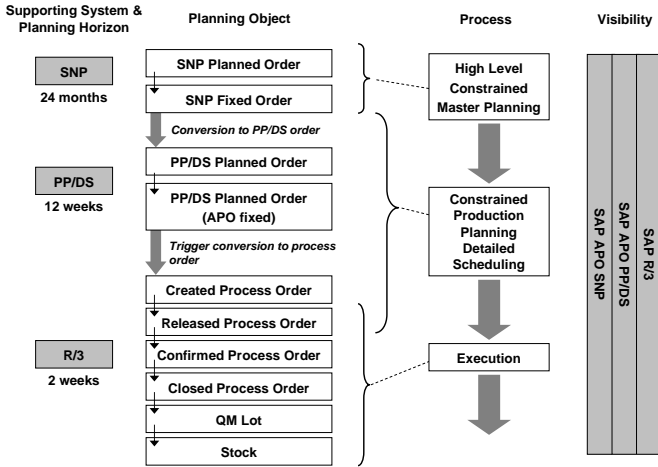 Supporting System &
Planning Horizon
Planning Object
Process
Visibility
SNP
24 months
SNP Planned Order
SNP Fixed Order
Conversion to PP/DS order
High Level
Constrained
Master Planning
PP/DS
12 weeks
PP/DS Planned Order
PP/DS Planned Order
(APO fixed)
Trigger conversion to process
order
Constrained
Production
Planning
Detailed
Scheduling
Created Process Order
Released Process Order
R/3
2 weeks
Confirmed Process Order
Closed Process Order
QM Lot
Stock
Execution
SAP APO SNP
SAP APO PP/DS
SAP R/3